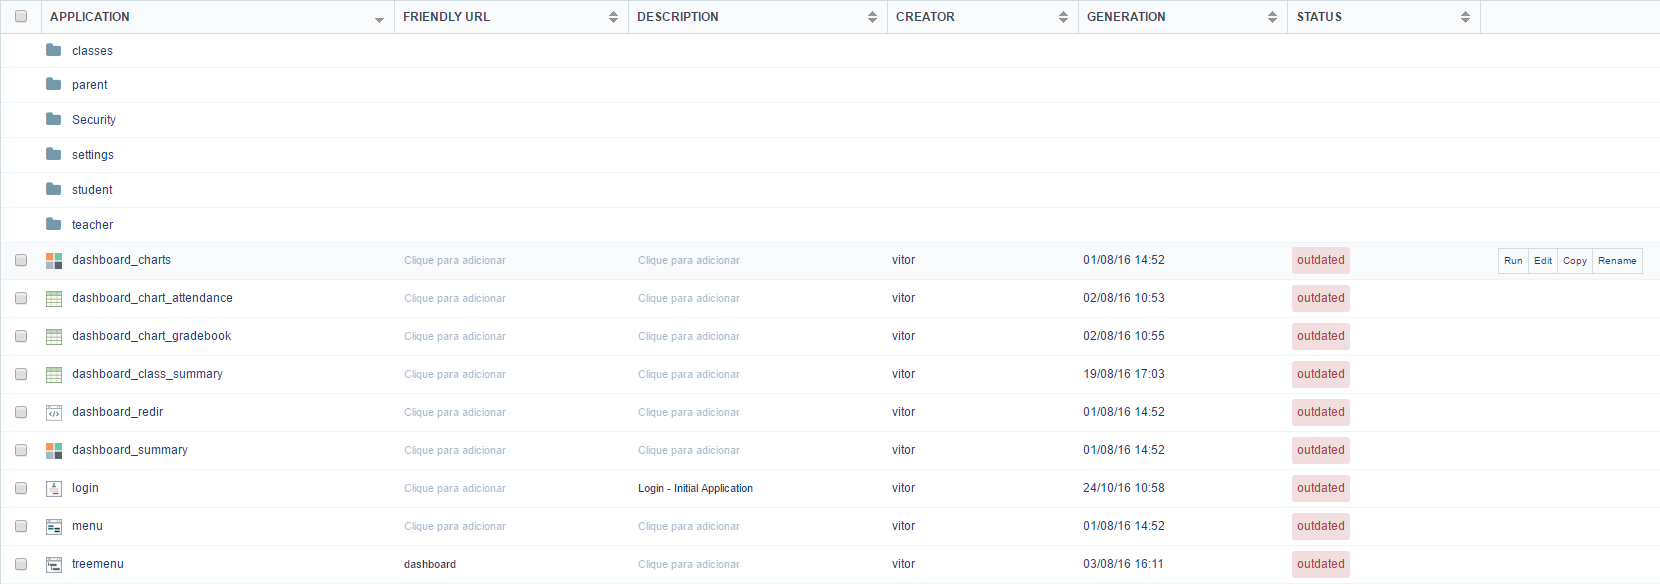 APPLICATION FRIENDLY URL DESCRIPTION CREATOR GENERATION STATUS
classes
parent
Security
settings
student
teacher
dashboard_charts Clique para adicionar Clique para adicionar vitor 01/08/16 14:52 outdated Run Edit Copy Rename
dashboard_chart_attendance Clique para adicionar Clique para adicionar vitor 02/08/16 10:53 outdated
dashboard_chart_gradebook Clique para adicionar Clique para adicionar vitor 02/08/16 10:55 outdated
dashboard_class_summary Clique para adicionar Clique para adicionar vitor 19/08/16 17:03 outdated
dashboard_redir Clique para adicionar Clique para adicionar vitor 01/08/16 14:52 outdated
dashboard_summary Clique para adicionar Clique para adicionar vitor 01/08/16 14:52 outdated
login Clique para adicionar Login - Initial Application vitor 24/10/16 10:58 outdated
menu Clique para adicionar Clique para adicionar vitor 01/08/16 14:52 outdated
treemenu dashboard Clique para adicionar vitor 03/08/16 16:11 outdated